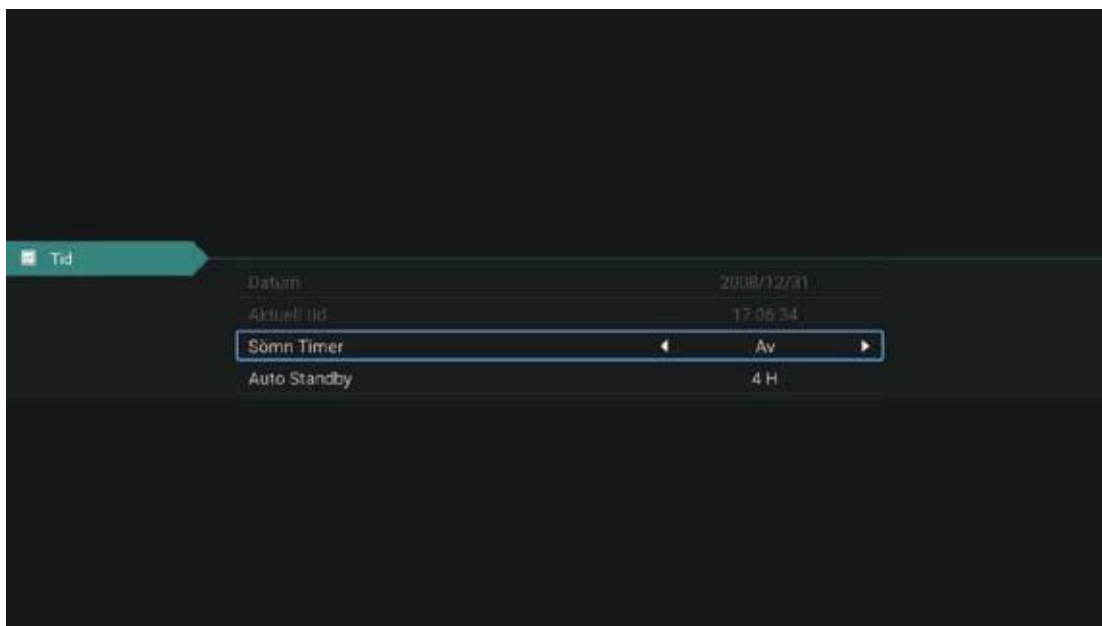 Tid
Datum 2008/12/31
Aktuell tid 17:06:34
Sömn Timer Av
Auto Standby 4 H